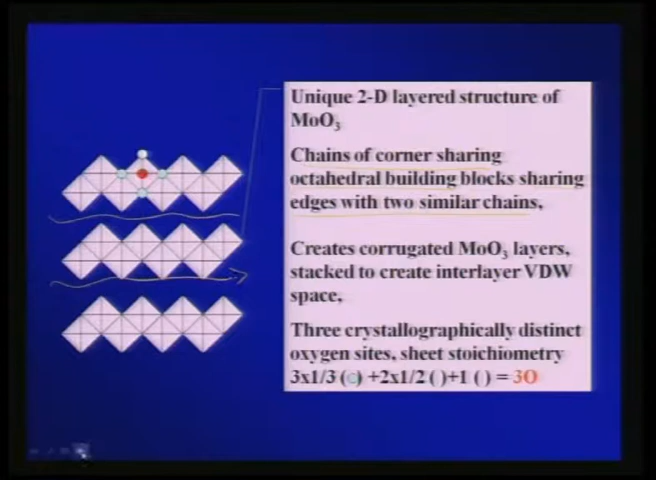 Unique 2-D layered structure of
MoO₃
Chains of corner sharing
octahedral building blocks sharing
edges with two similar chains,
Creates corrugated MoO₃ layers,
stacked to create interlayer VDW
space,
Three crystallographically distinct
oxygen sites, sheet stoichiometry
3x1/3 ( ) +2x1/2 ( )+1 ( ) = 3O